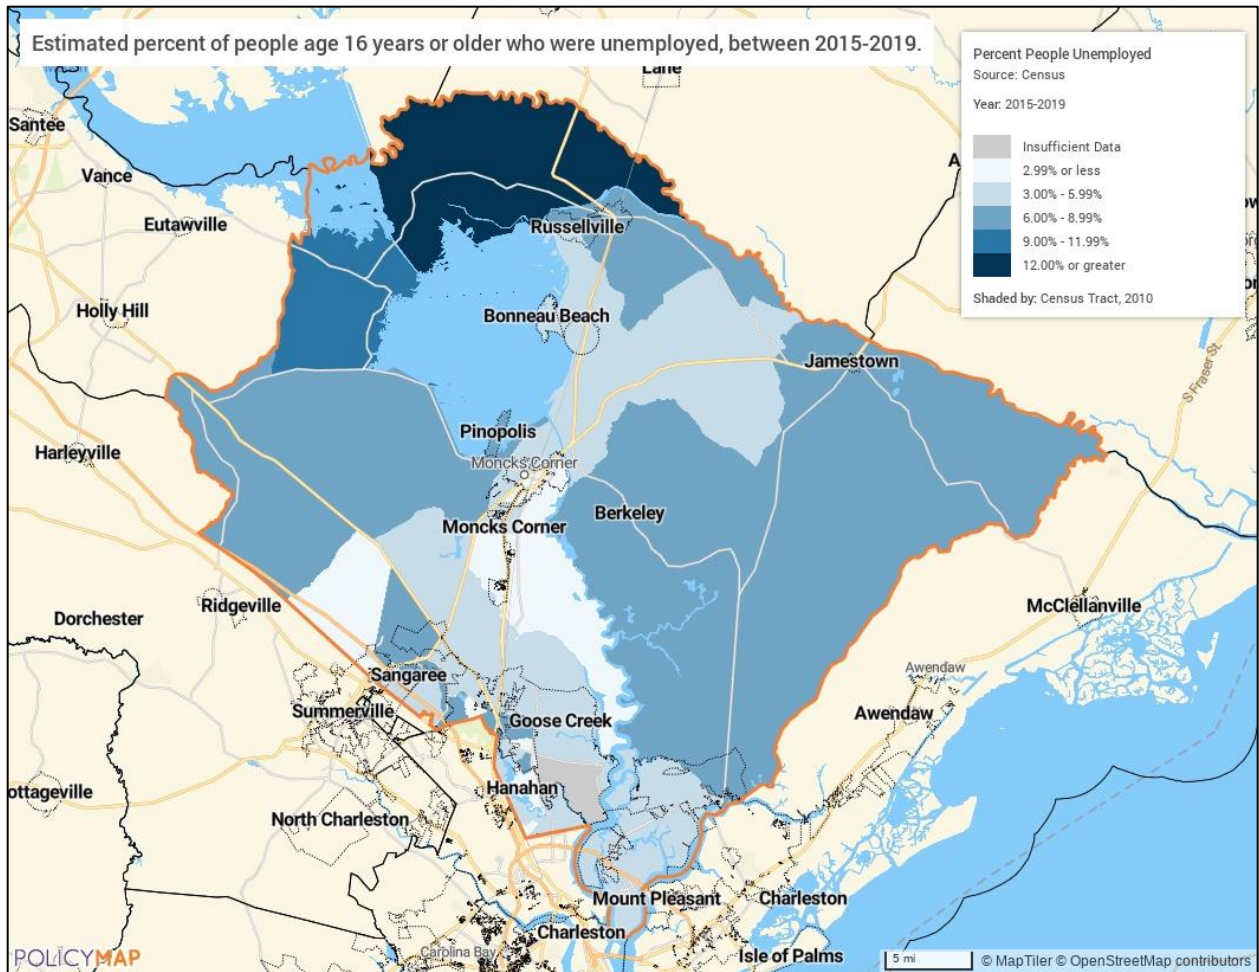 Estimated percent of people age 16 years or older who were unemployed, between 2015-2019.
Percent People Unemployed
Source: Census
Year: 2015-2019
Insufficient Data
2.99% or less
3.00% - 5.99%
6.00% - 8.99%
9.00% - 11.99%
12.00% or greater
Shaded by: Census Tract, 2010
Lane
Santee
Vance
Eutawville
Russellville
Holly Hill
Bonneau Beach
Jamestown
S Fraser St
Pinopolis
Harleyville
Moncks Corner
Berkeley
Moncks Corner
Ridgeville
McClellanville
Dorchester
Awendaw
Sangaree
Summerville
Goose Creek
Awendaw
Hanahan
ottageville
North Charleston
Mount Pleasant
Charleston
Charleston
Carolina Bay
Isle of Palms
POLICYMAP
5 mi
© MapTiler © OpenStreetMap contributors